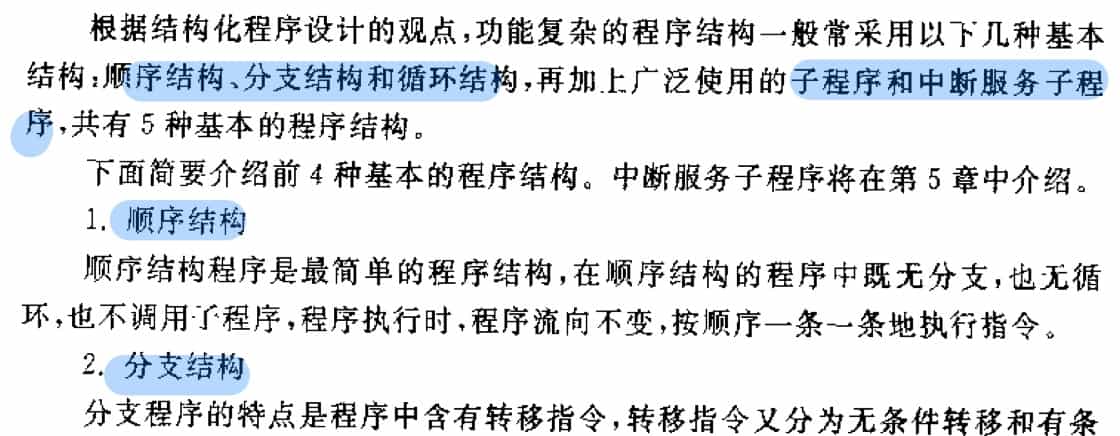 根据结构化程序设计的观点,功能复杂的程序结构一般常采用以下几种基本
结构:顺序结构、分支结构和循环结构,再加上广泛使用的子程序和中断服务子程
序,共有 5 种基本的程序结构。
下面简要介绍前 4 种基本的程序结构。中断服务子程序将在第 5 章中介绍。
1. 顺序结构
顺序结构程序是最简单的程序结构,在顺序结构的程序中既无分支,也无循
环,也不调用子程序,程序执行时,程序流向不变,按顺序一条一条地执行指令。
2. 分支结构
分支程序的特点是程序中含有转移指令,转移指令又分为无条件转移和有条